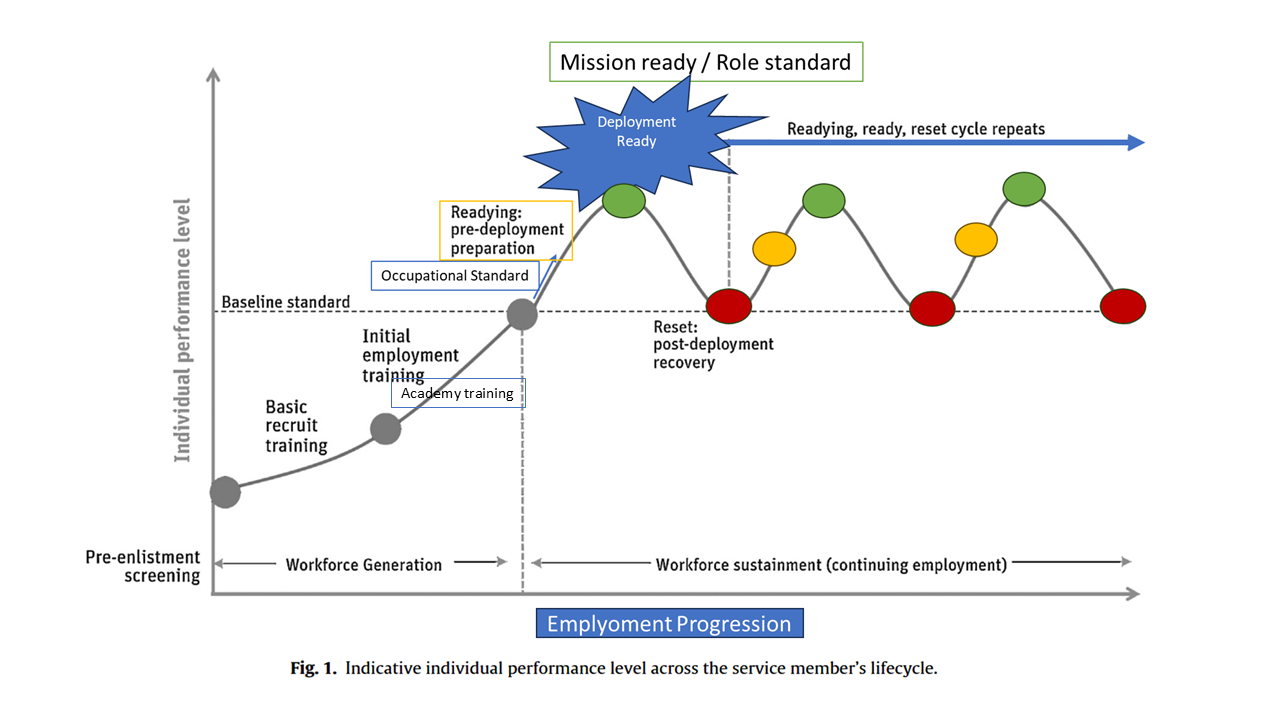 Mission ready / Role standard
Deployment
Ready
Readying, ready, reset cycle repeats
Individual performance level
Readying:
pre-deployment
preparation
Occupational Standard
Baseline standard
Initial
employment
training
Academy training
Reset:
post-deployment
recovery
Basic
recruit
training
Pre-enlistment
screening
Workforce Generation
Workforce sustainment (continuing employment)
Emplyoment Progression
Fig. 1. Indicative individual performance level across the service member's lifecycle.